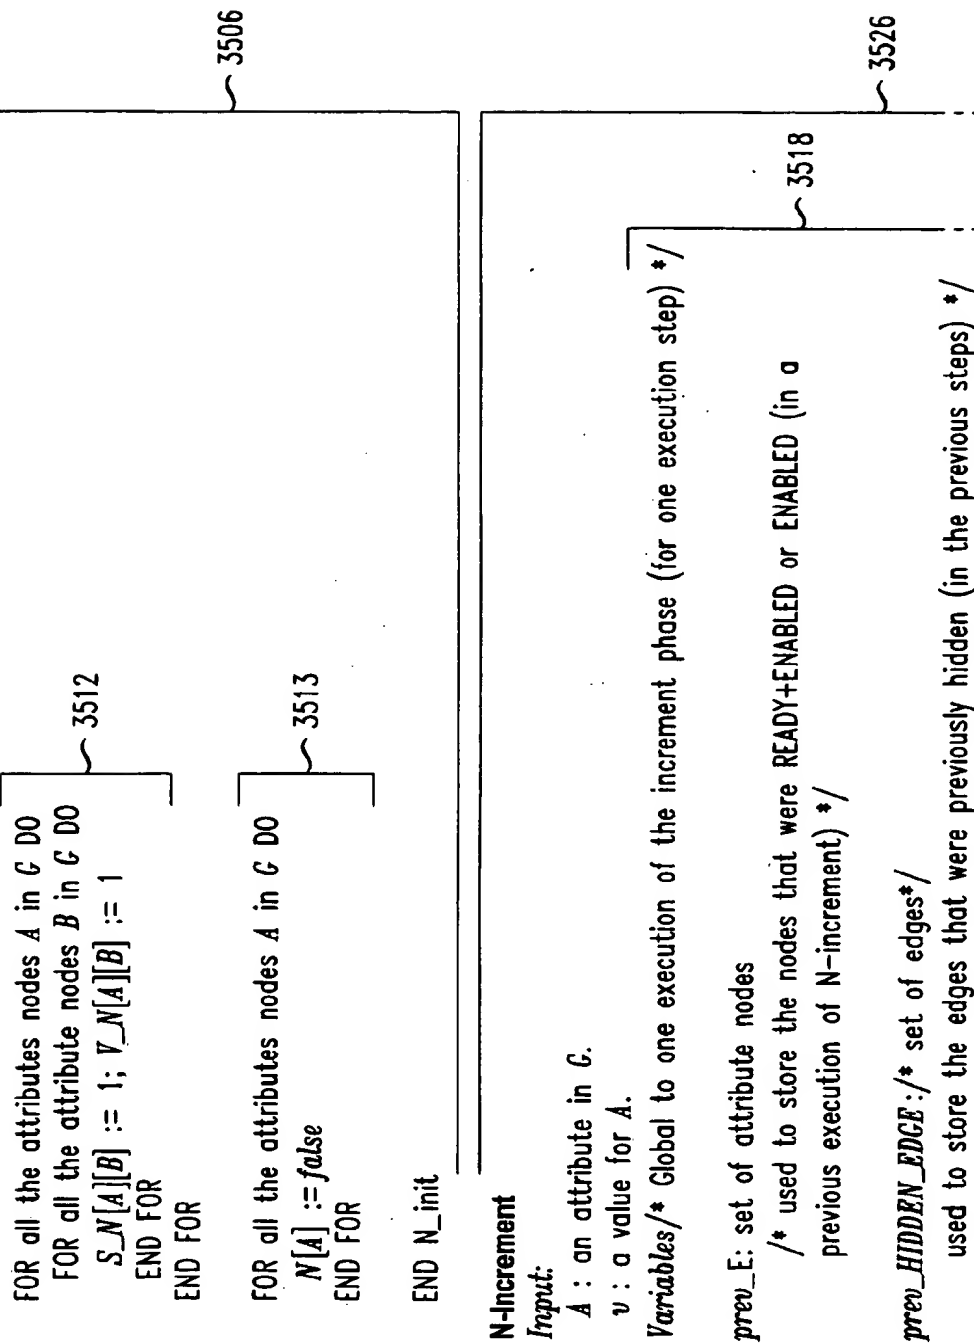 FOR all the attributes nodes A in G DO
FOR all the attribute nodes B in G DO
S_N[A][B] := 1; V_N[A][B] := 1
END FOR
END FOR
3512
FOR all the attributes nodes A in G DO
N[A] := false
END FOR
3513
END N_init
3506
N-Increment
Input:
A : an attribute in G.
v : a value for A.
Variables/* Global to one execution of the increment phase (for one execution step) */
prev_E: set of attribute nodes
/* used to store the nodes that were READY+ENABLED or ENABLED (in a
previous execution of N-increment) */
3518
prev_HIDDEN_EDGE:/* set of edges*/
used to store the edges that were previously hidden (in the previous steps) */
3526